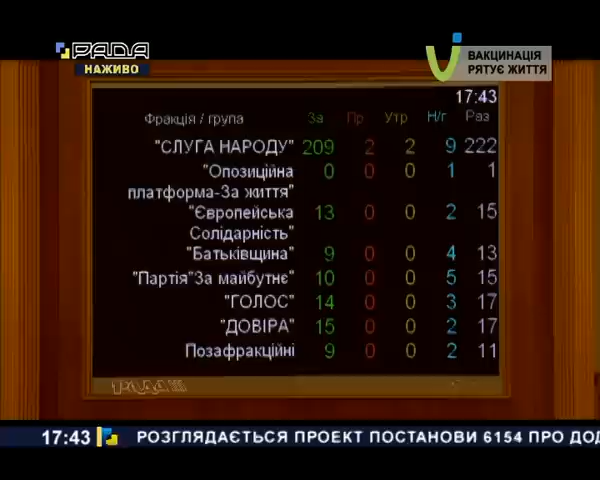 РАДА
НАЖИВО
ВАКЦИНАЦІЯ
РЯТУЄ ЖИТТЯ
17:43
Фракція / група За Пр Утр Н/г Раз
"СЛУГА НАРОДУ" 209 2 2 9 222
"Опозиційна 0 0 0 1 1
платформа-За життя"
"Європейська 13 0 0 2 15
Солідарність"
"Батьківщина" 9 0 0 4 13
"Партія"За майбутнє" 10 0 0 5 15
"ГОЛОС" 14 0 0 3 17
"ДОВІРА" 15 0 0 2 17
Позафракційні 9 0 0 2 11
РАДА
17:43 РОЗГЛЯДАЄТЬСЯ ПРОЕКТ ПОСТАНОВИ 6154 ПРО ДОД